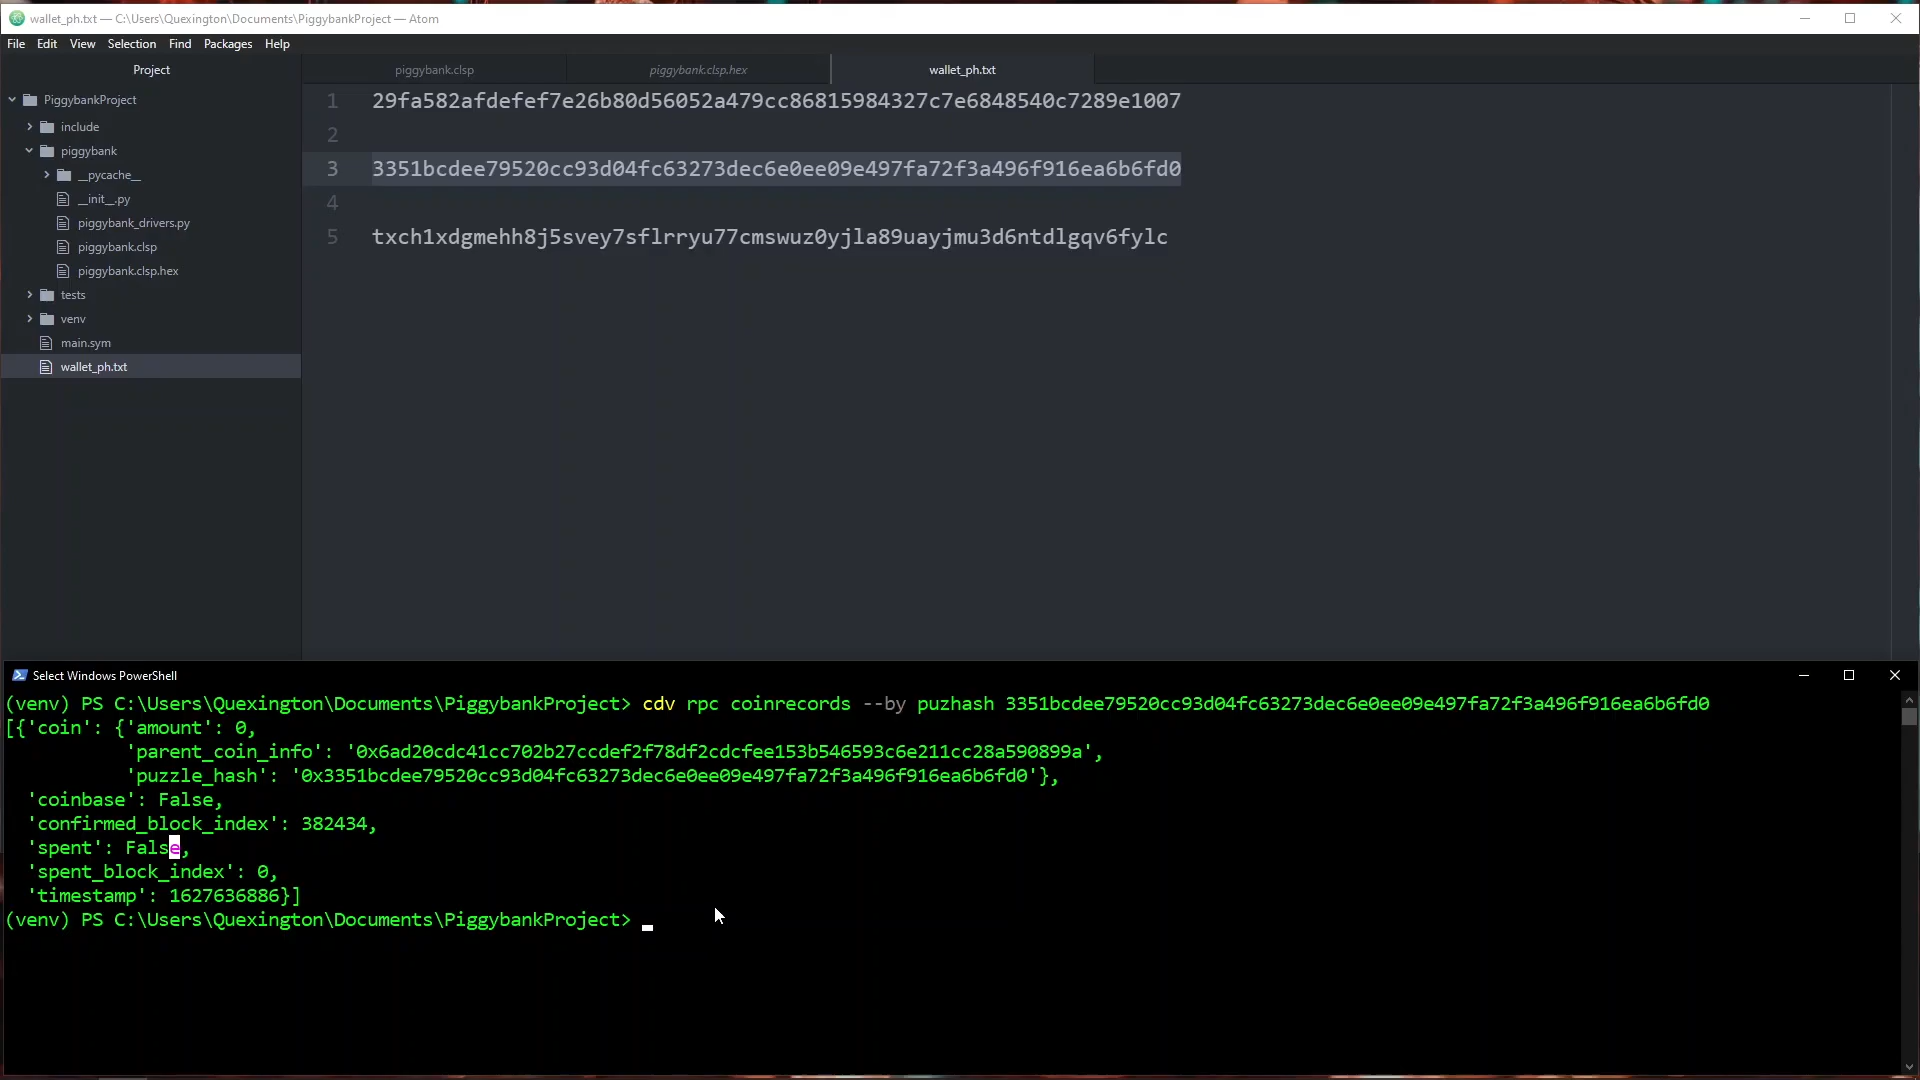 wallet_ph.txt — C:\Users\Quexington\Documents\PiggybankProject — Atom
File Edit View Selection Find Packages Help
Project
piggybank.clsp
piggybank.clsp.hex
wallet_ph.txt
PiggybankProject
include
piggybank
__pycache__
__init__.py
piggybank_drivers.py
piggybank.clsp
piggybank.clsp.hex
tests
venv
main.sym
wallet_ph.txt
1 29fa582afdefef7e26b80d56052a479cc86815984327c7e6848540c7289e1007
2
3 3351bcdee79520cc93d04fc63273dec6e0ee09e497fa72f3a496f916ea6b6fd0
4
5 txch1xdgmehh8j5svey7sflrryu77cmswuz0yjla89uayjmu3d6ntdlgqv6fylc
Select Windows PowerShell
(venv) PS C:\Users\Quexington\Documents\PiggybankProject> cdv rpc coinrecords --by puzhash 3351bcdee79520cc93d04fc63273dec6e0ee09e497fa72f3a496f916ea6b6fd0
[{'coin': {'amount': 0,
'parent_coin_info': '0x6ad20cdc41cc702b27ccdef2f78df2cdcfee153b546593c6e211cc28a590899a',
'puzzle_hash': '0x3351bcdee79520cc93d04fc63273dec6e0ee09e497fa72f3a496f916ea6b6fd0'},
'coinbase': False,
'confirmed_block_index': 382434,
'spent': False,
'spent_block_index': 0,
'timestamp': 1627636886}]
(venv) PS C:\Users\Quexington\Documents\PiggybankProject>